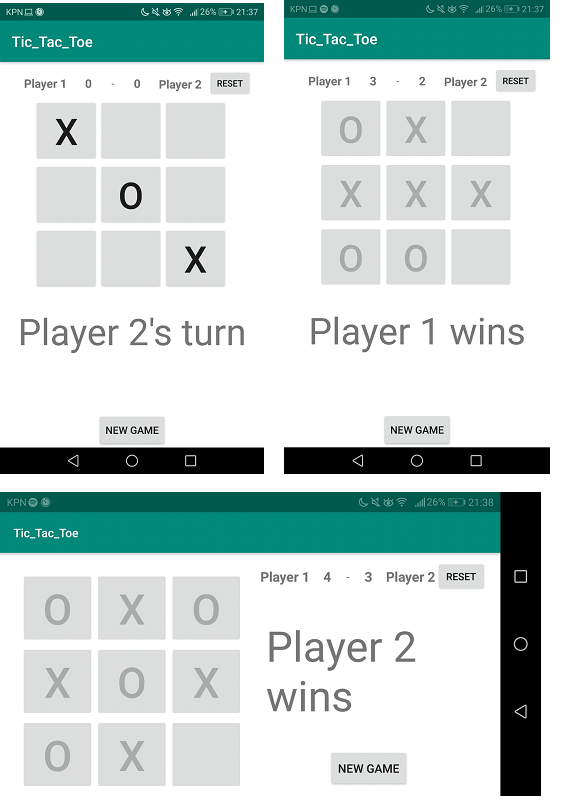 KPN 26% 21:37
Tic_Tac_Toe
Player 1 0 - 0 Player 2 RESET
X
O
X
Player 2's turn
NEW GAME
KPN 26% 21:37
Tic_Tac_Toe
Player 1 3 - 2 Player 2 RESET
O X
X X X
O O
Player 1 wins
NEW GAME
KPN 26% 21:38
Tic_Tac_Toe
Player 1 4 - 3 Player 2 RESET
O X O
X O X
O X
Player 2
wins
NEW GAME